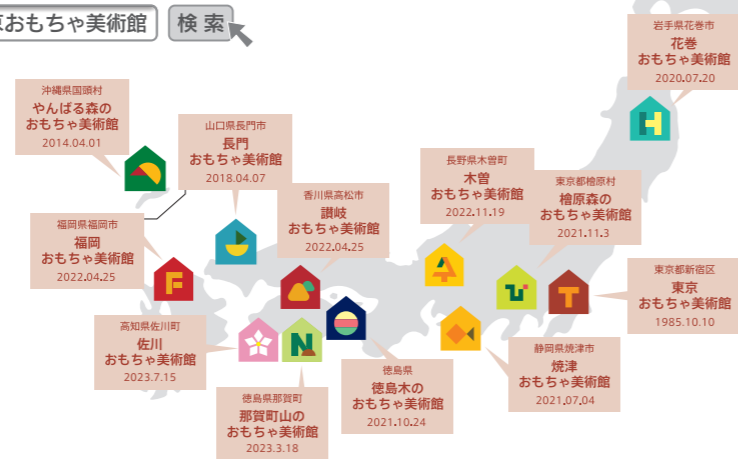 おもちゃ美術館
検索
岩手県花巻市
花巻
おもちゃ美術館
2020.07.20
沖縄県国頭村
やんばる森の
おもちゃ美術館
2014.04.01
山口県長門市
長門
おもちゃ美術館
2018.04.07
長野県木曽町
木曽
おもちゃ美術館
2022.11.19
東京都檜原村
檜原森の
おもちゃ美術館
2021.11.3
香川県高松市
讃岐
おもちゃ美術館
2022.04.25
福岡県福岡市
福岡
おもちゃ美術館
2022.04.25
F
H
T
N
東京都新宿区
東京
おもちゃ美術館
1985.10.10
高知県佐川町
佐川
おもちゃ美術館
2023.7.15
静岡県焼津市
焼津
おもちゃ美術館
2021.07.04
徳島県
徳島木の
おもちゃ美術館
2021.10.24
徳島県那賀町
那賀町山の
おもちゃ美術館
2023.3.18